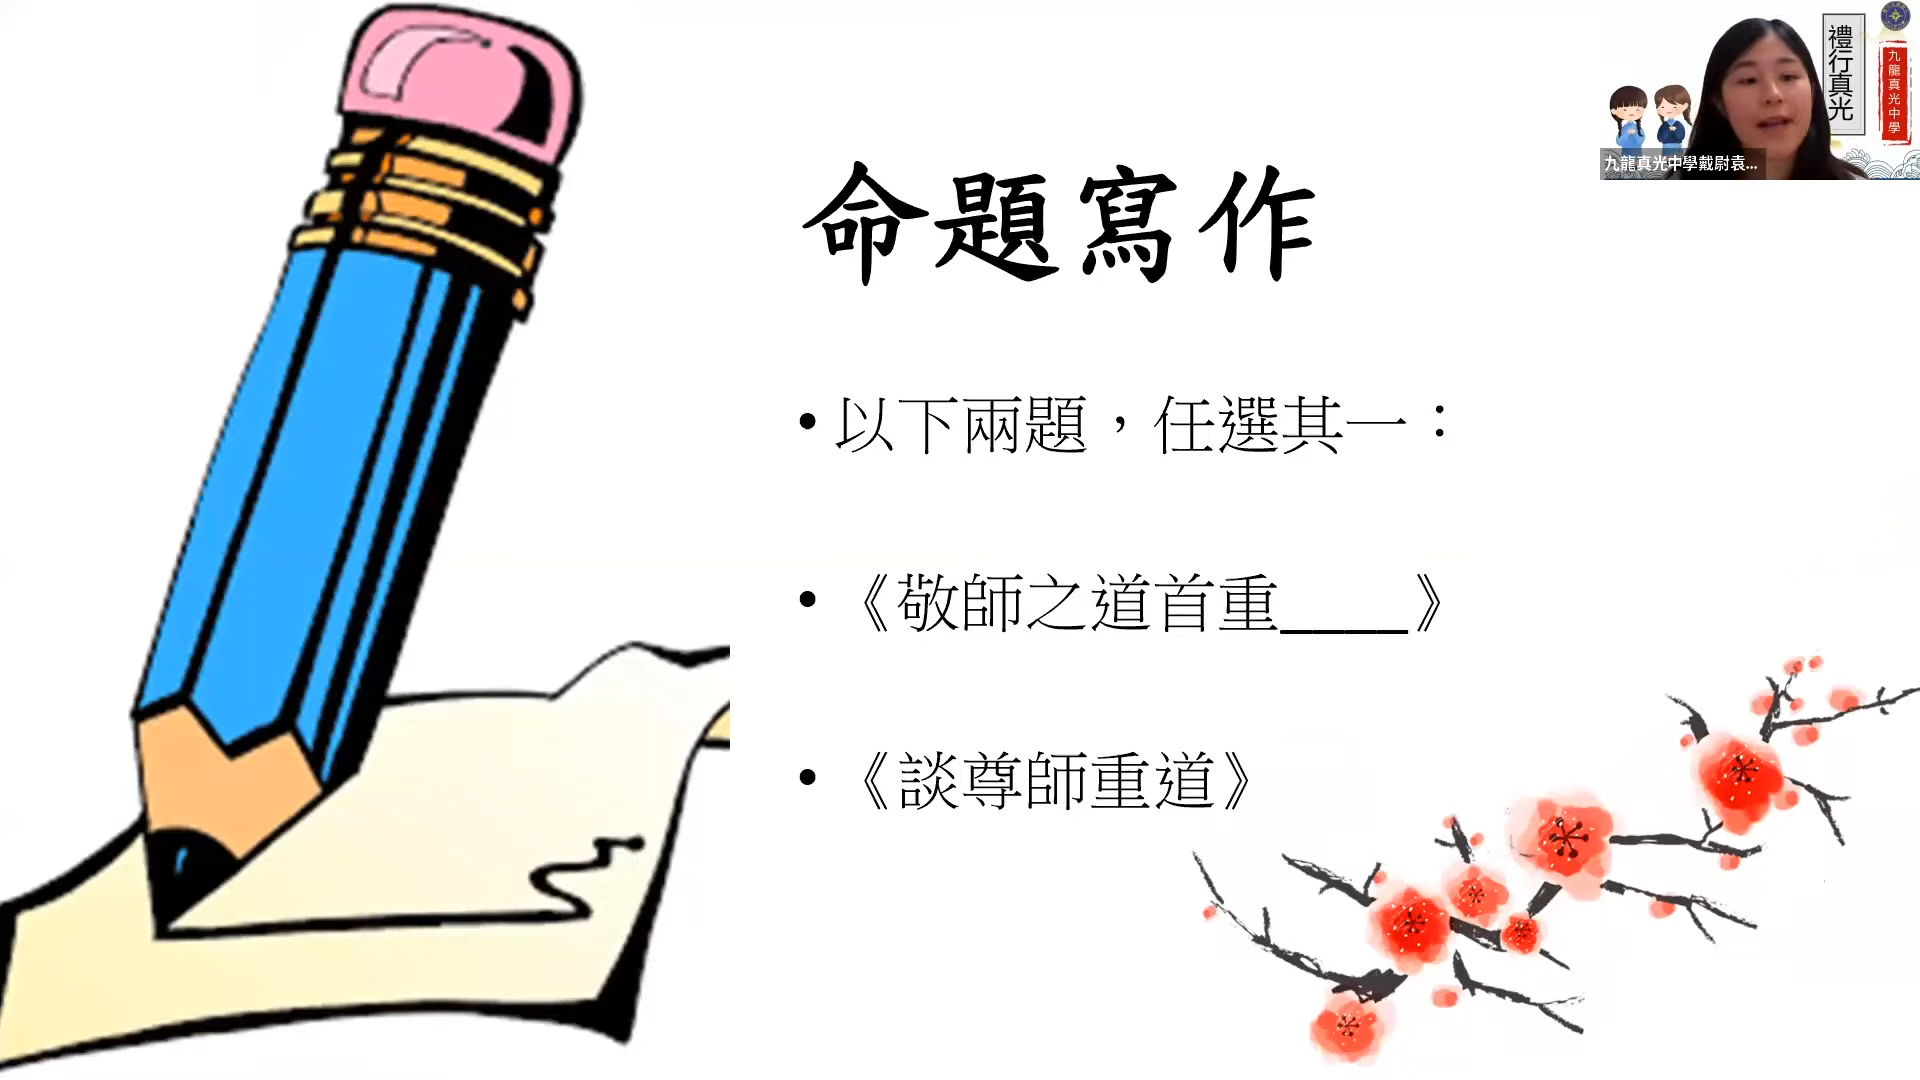 命題寫作
• 以下兩題，任選其一：
• 《敬師之道首重____》
• 《談尊師重道》
禮行真光
九龍真光中學
九龍真光中學戴尉袁...